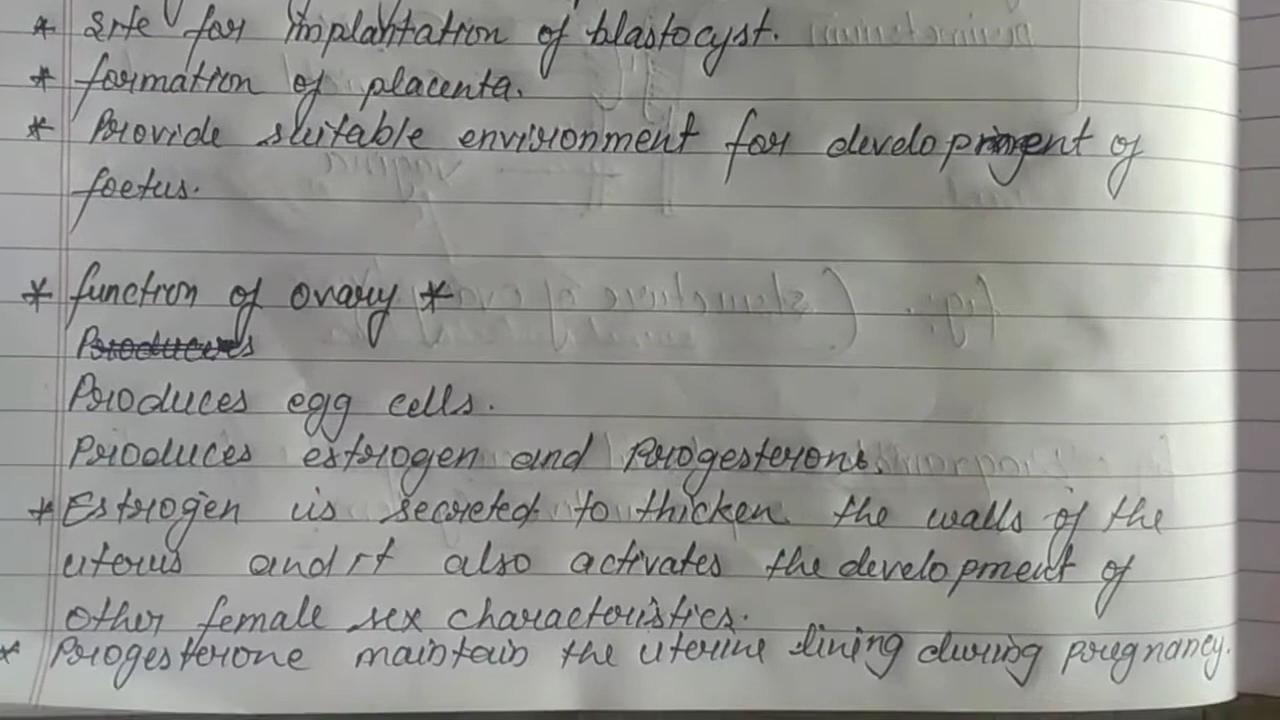 * site for implantation of blastocyst.
* formation of placenta.
* Provide suitable environment for development of
foetus.
* function of ovary *
Produces
Produces egg cells.
Produces estrogen and Progesterone.
* Estrogen is secreted to thicken the walls of the
uterus and it also activates the development of
other female sex characteristics.
* Progesterone maintain the uterine lining during pregnancy.